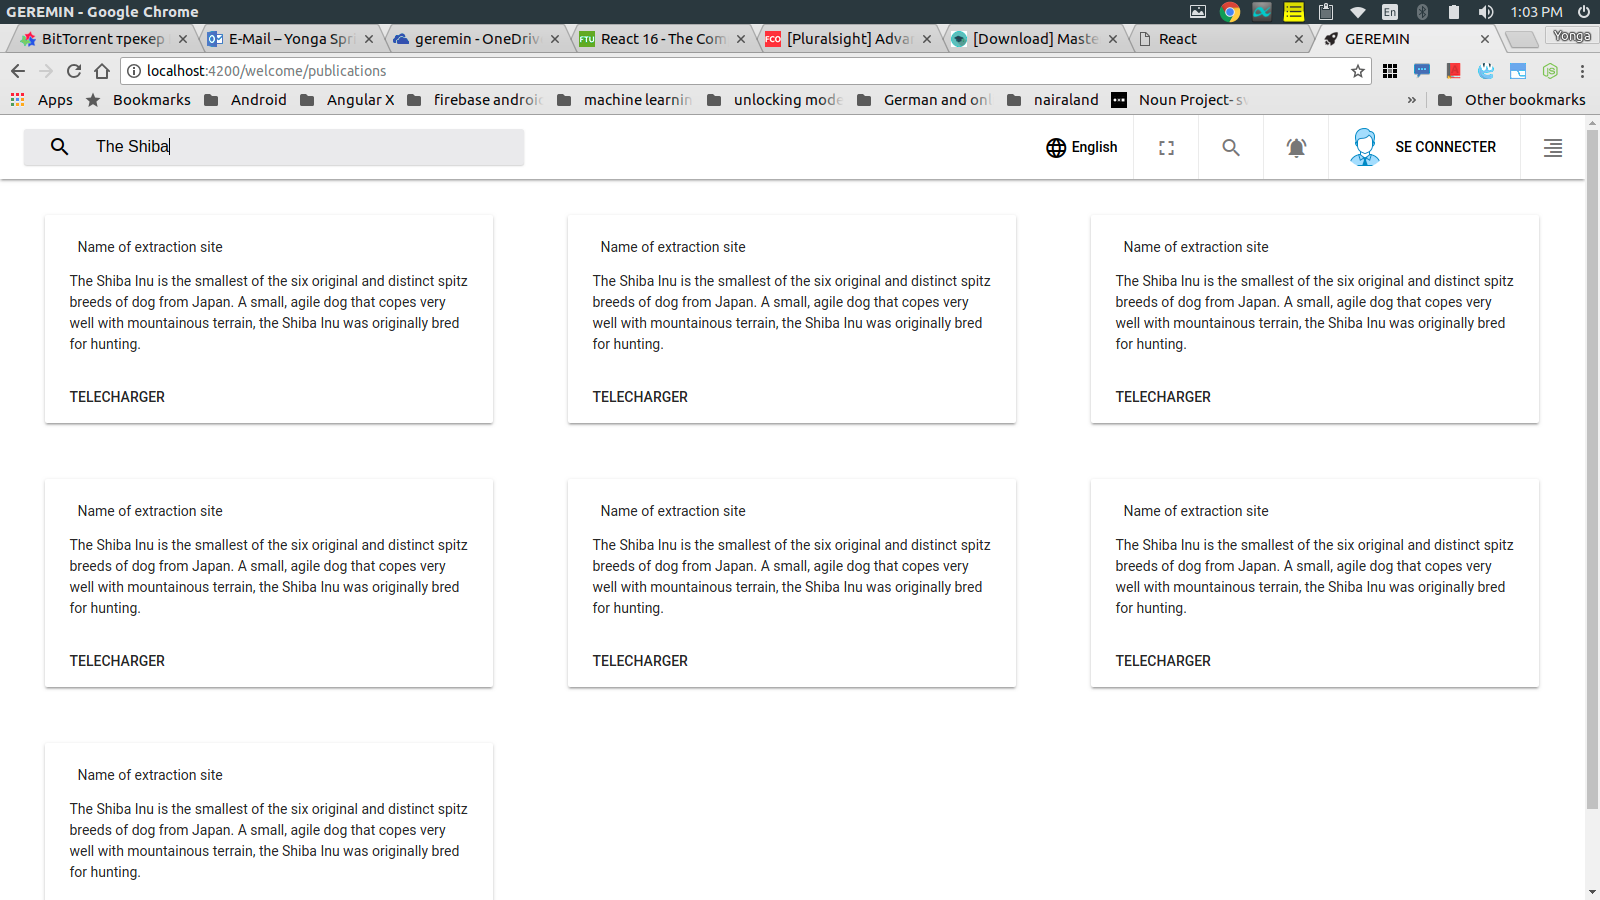 GEREMIN - Google Chrome
En
1:03 PM
BitTorrent трекер
E-Mail – Yonga Spri
geremin - OneDrive
FTU React 16 - The Com
FCO [Pluralsight] Adva
[Download] Maste
React
GEREMIN
Yonga
localhost:4200/welcome/publications
Apps
Bookmarks
Android
Angular X
firebase androi
machine learnin
unlocking mode
German and onl
nairaland
Noun Project- sv
»
Other bookmarks
The Shiba
English
SE CONNECTER
Name of extraction site
The Shiba Inu is the smallest of the six original and distinct spitz
breeds of dog from Japan. A small, agile dog that copes very
well with mountainous terrain, the Shiba Inu was originally bred
for hunting.
TELECHARGER
Name of extraction site
The Shiba Inu is the smallest of the six original and distinct spitz
breeds of dog from Japan. A small, agile dog that copes very
well with mountainous terrain, the Shiba Inu was originally bred
for hunting.
TELECHARGER
Name of extraction site
The Shiba Inu is the smallest of the six original and distinct spitz
breeds of dog from Japan. A small, agile dog that copes very
well with mountainous terrain, the Shiba Inu was originally bred
for hunting.
TELECHARGER
Name of extraction site
The Shiba Inu is the smallest of the six original and distinct spitz
breeds of dog from Japan. A small, agile dog that copes very
well with mountainous terrain, the Shiba Inu was originally bred
for hunting.
TELECHARGER
Name of extraction site
The Shiba Inu is the smallest of the six original and distinct spitz
breeds of dog from Japan. A small, agile dog that copes very
well with mountainous terrain, the Shiba Inu was originally bred
for hunting.
TELECHARGER
Name of extraction site
The Shiba Inu is the smallest of the six original and distinct spitz
breeds of dog from Japan. A small, agile dog that copes very
well with mountainous terrain, the Shiba Inu was originally bred
for hunting.
TELECHARGER
Name of extraction site
The Shiba Inu is the smallest of the six original and distinct spitz
breeds of dog from Japan. A small, agile dog that copes very
well with mountainous terrain, the Shiba Inu was originally bred
for hunting.